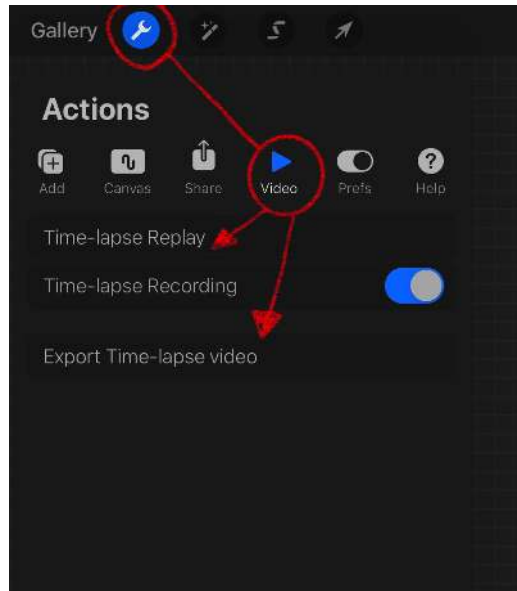 Gallery
Actions
Add Canvas Share Video Prefs Help
Time-lapse Replay
Time-lapse Recording
Export Time-lapse video